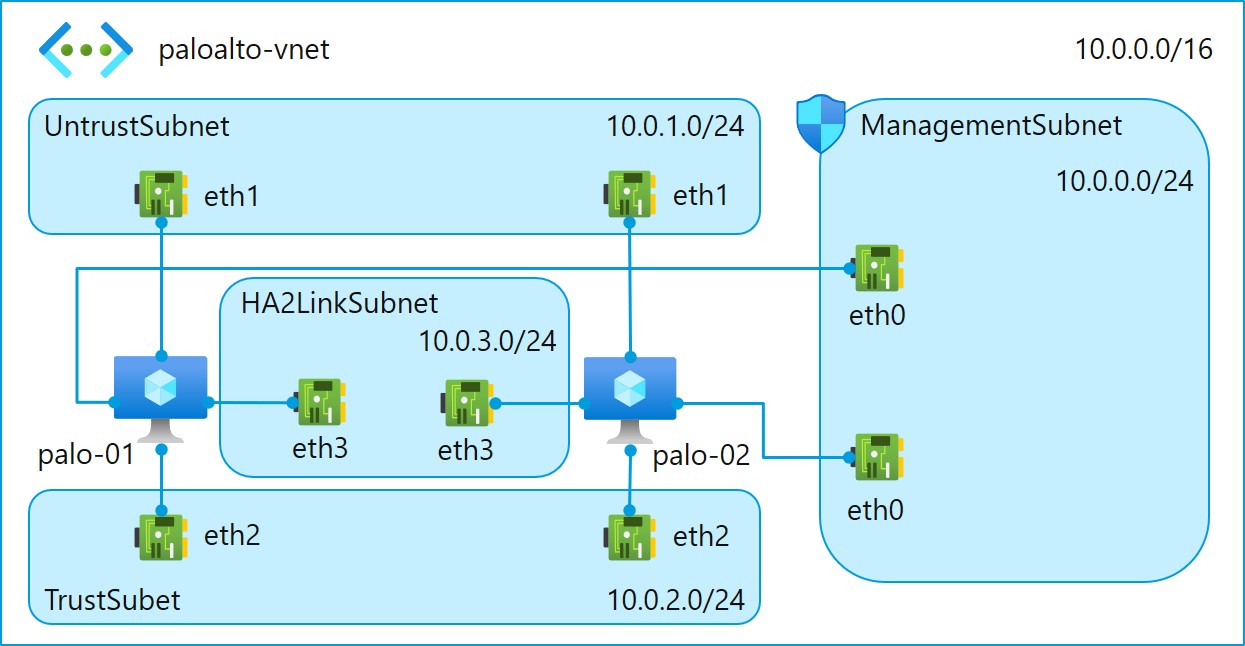 paloalto-vnet
10.0.0.0/16
UntrustSubnet
10.0.1.0/24
eth1
eth1
ManagementSubnet
10.0.0.0/24
eth0
HA2LinkSubnet
10.0.3.0/24
eth3
eth3
palo-01
palo-02
eth0
eth2
eth2
TrustSubet
10.0.2.0/24